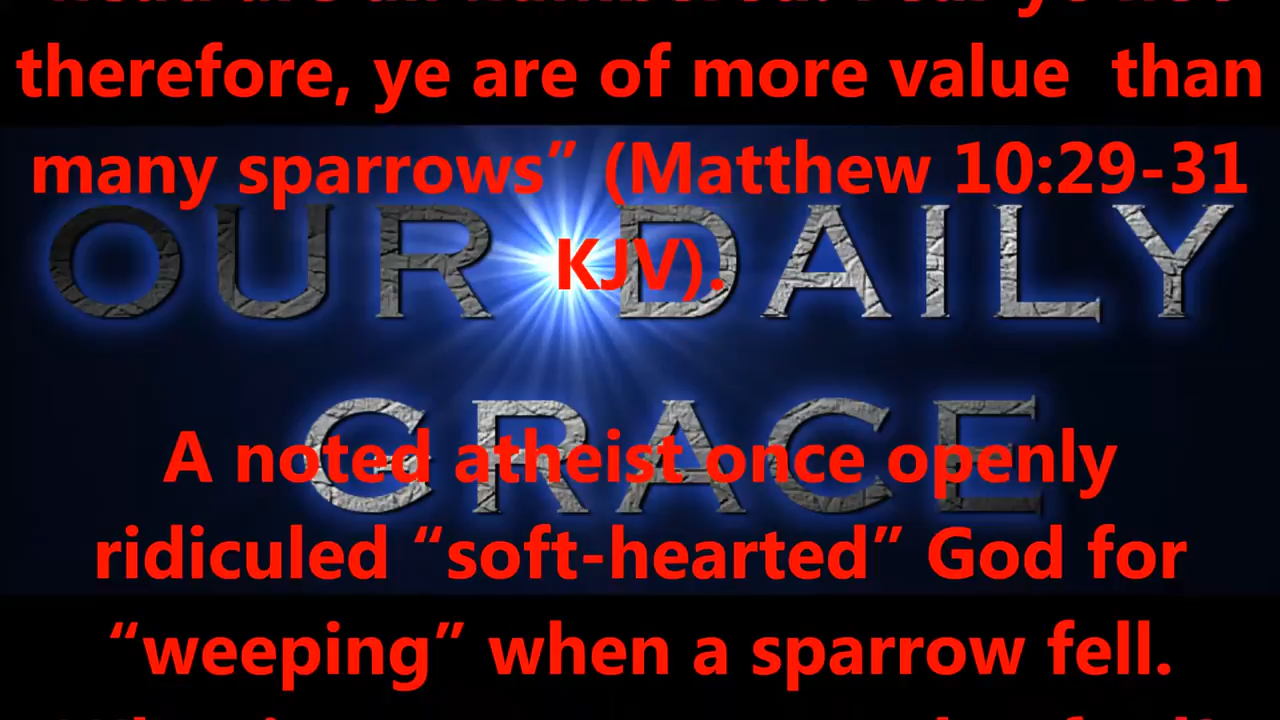 therefore, ye are of more value  than
many sparrows” (Matthew 10:29-31
KJV).
OUR DAILY
GRACE
A noted atheist once openly
ridiculed “soft-hearted” God for
“weeping” when a sparrow fell.